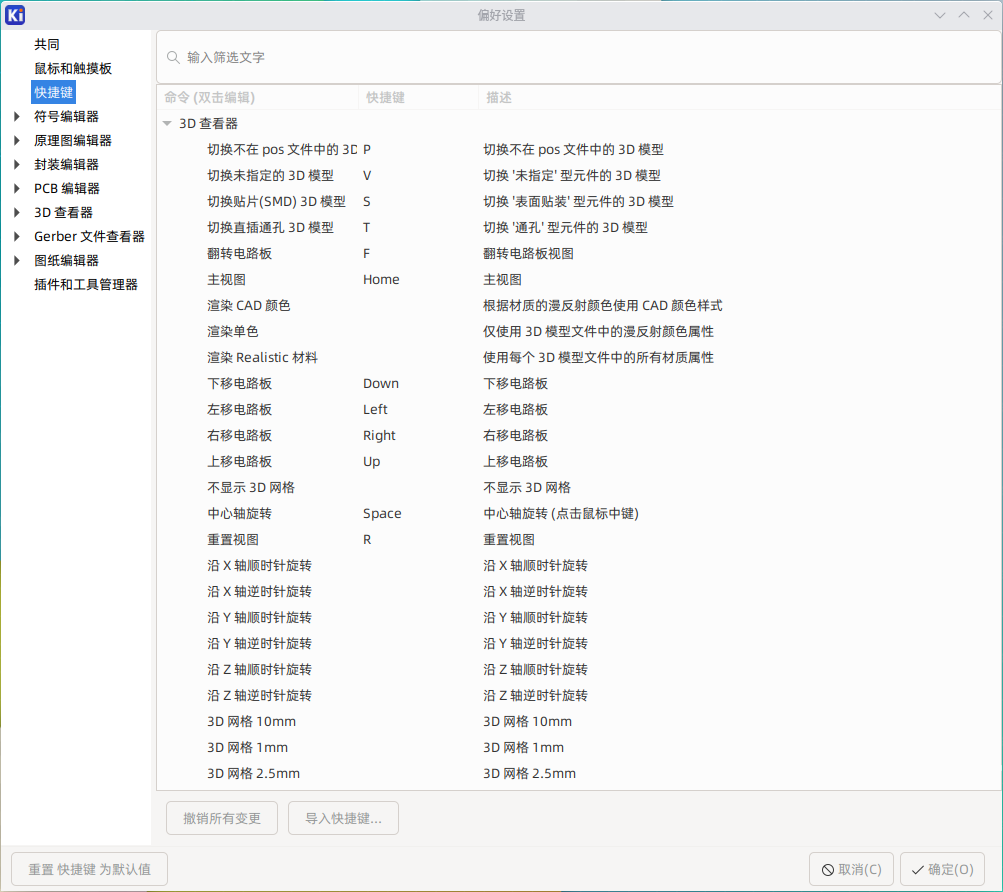 Ki
偏好设置
共同
鼠标和触摸板
快捷键
符号编辑器
原理图编辑器
封装编辑器
PCB 编辑器
3D 查看器
Gerber 文件查看器
图纸编辑器
插件和工具管理器
输入筛选文字
命令 (双击编辑) 快捷键 描述
3D 查看器
切换不在 pos 文件中的 3D P 切换不在 pos 文件中的 3D 模型
切换未指定的 3D 模型 V 切换 '未指定' 型元件的 3D 模型
切换贴片(SMD) 3D 模型 S 切换 '表面贴装' 型元件的 3D 模型
切换直插通孔 3D 模型 T 切换 '通孔' 型元件的 3D 模型
翻转电路板 F 翻转电路板视图
主视图 Home 主视图
渲染 CAD 颜色 根据材质的漫反射颜色使用 CAD 颜色样式
渲染单色 仅使用 3D 模型文件中的漫反射颜色属性
渲染 Realistic 材料 使用每个 3D 模型文件中的所有材质属性
下移电路板 Down 下移电路板
左移电路板 Left 左移电路板
右移电路板 Right 右移电路板
上移电路板 Up 上移电路板
不显示 3D 网格 不显示 3D 网格
中心轴旋转 Space 中心轴旋转 (点击鼠标中键)
重置视图 R 重置视图
沿 X 轴顺时针旋转 沿 X 轴顺时针旋转
沿 X 轴逆时针旋转 沿 X 轴逆时针旋转
沿 Y 轴顺时针旋转 沿 Y 轴顺时针旋转
沿 Y 轴逆时针旋转 沿 Y 轴逆时针旋转
沿 Z 轴顺时针旋转 沿 Z 轴顺时针旋转
沿 Z 轴逆时针旋转 沿 Z 轴逆时针旋转
3D 网格 10mm 3D 网格 10mm
3D 网格 1mm 3D 网格 1mm
3D 网格 2.5mm 3D 网格 2.5mm
撤销所有变更 导入快捷键...
重置 快捷键 为默认值 取消(C) 确定(O)